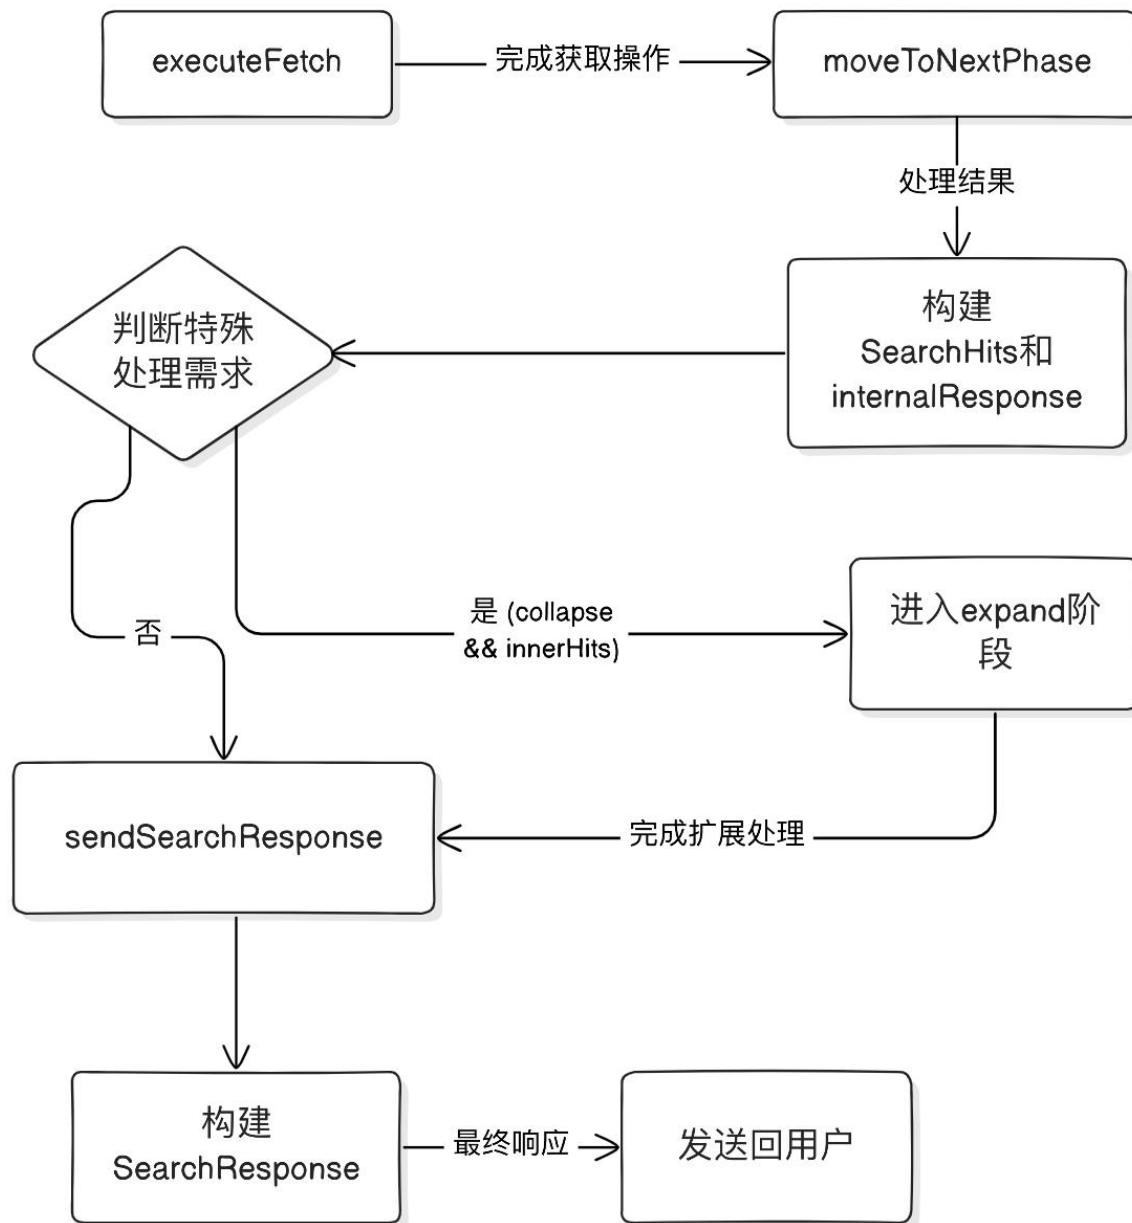 executeFetch
完成获取操作
moveToNextPhase
处理结果
构建
SearchHits和
internalResponse
判断特殊
处理需求
否
是 (collapse
&& innerHits)
进入expand阶
段
sendSearchResponse
完成扩展处理
构建
SearchResponse
最终响应
发送回用户